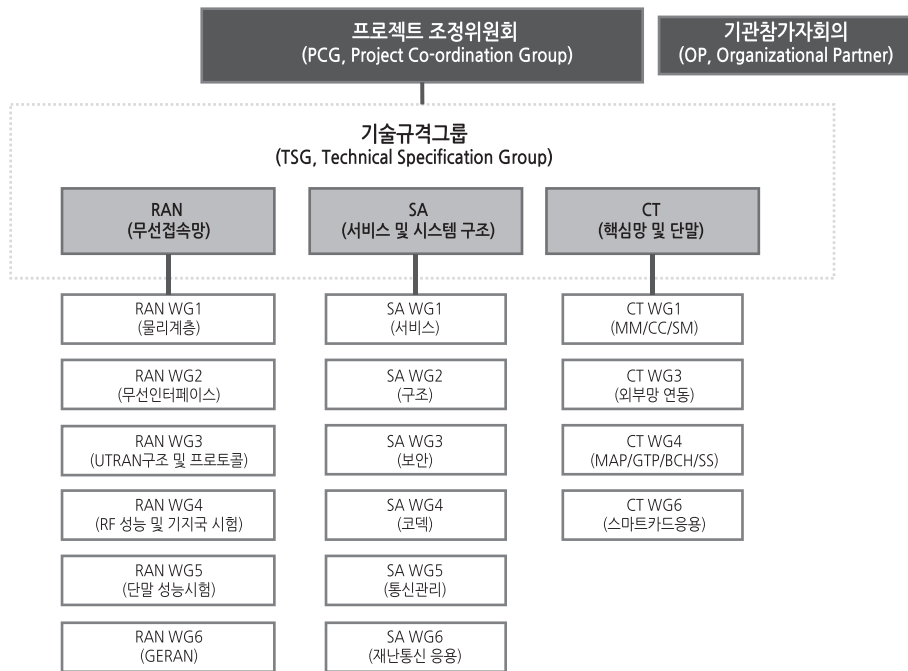 프로젝트 조정위원회
(PCG, Project Co-ordination Group)
기관참가자회의
(OP, Organizational Partner)
기술규격그룹
(TSG, Technical Specification Group)
RAN
(무선접속망)
SA
(서비스 및 시스템 구조)
CT
(핵심망 및 단말)
RAN WG1
(물리계층)
RAN WG2
(무선인터페이스)
RAN WG3
(UTRAN구조 및 프로토콜)
RAN WG4
(RF 성능 및 기지국 시험)
RAN WG5
(단말 성능시험)
RAN WG6
(GERAN)
SA WG1
(서비스)
SA WG2
(구조)
SA WG3
(보안)
SA WG4
(코덱)
SA WG5
(통신관리)
SA WG6
(재난통신 응용)
CT WG1
(MM/CC/SM)
CT WG3
(외부망 연동)
CT WG4
(MAP/GTP/BCH/SS)
CT WG6
(스마트카드응용)